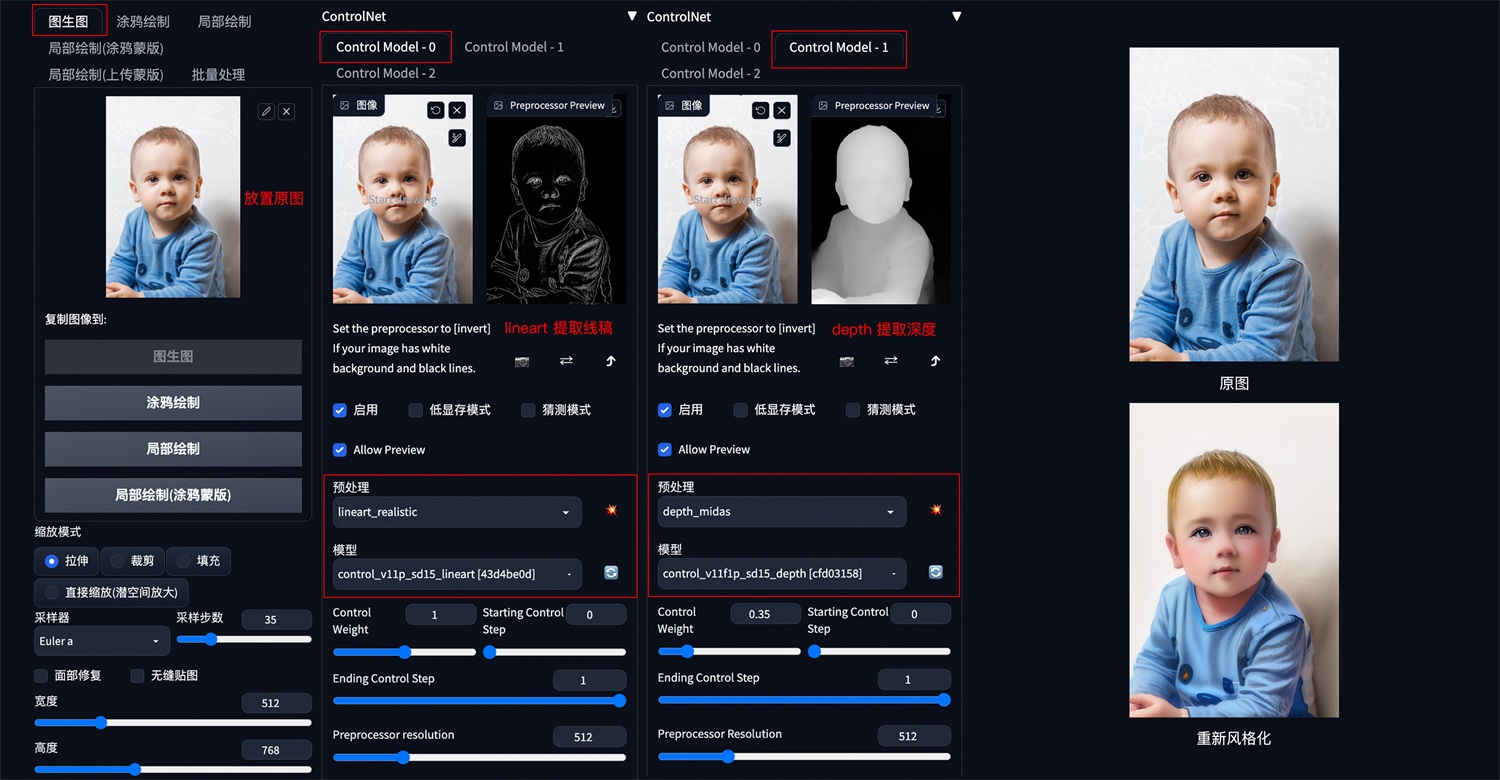 图生图 涂鸦绘制 局部绘制
局部绘制(涂鸦蒙版)
局部绘制(上传蒙版) 批量处理
放置原图
复制图像到:
图生图
涂鸦绘制
局部绘制
局部绘制(涂鸦蒙版)
缩放模式
拉伸 裁剪 填充
直接缩放(潜空间放大)
采样器 采样步数 35
Euler a
面部修复 无缝贴图
宽度 512
高度 768
ControlNet
Control Model - 0 Control Model - 1
Control Model - 2
图像 Preprocessor Preview
Start drawing
Set the preprocessor to [invert]
If your image has white
background and black lines.
lineart 提取线稿
启用 低显存模式 猜测模式
Allow Preview
预处理
lineart_realistic
模型
control_v11p_sd15_lineart [43d4be0d]
Control
Weight
1
Starting Control
Step
0
Ending Control Step 1
Preprocessor resolution 512
ControlNet
Control Model - 0 Control Model - 1
Control Model - 2
图像 Preprocessor Preview
Start drawing
Set the preprocessor to [invert]
If your image has white
background and black lines.
depth 提取深度
启用 低显存模式 猜测模式
Allow Preview
预处理
depth_midas
模型
control_v11f1p_sd15_depth [cfd03158]
Control
Weight
0.35
Starting Control
Step
0
Ending Control Step 1
Preprocessor Resolution 512
原图
重新风格化